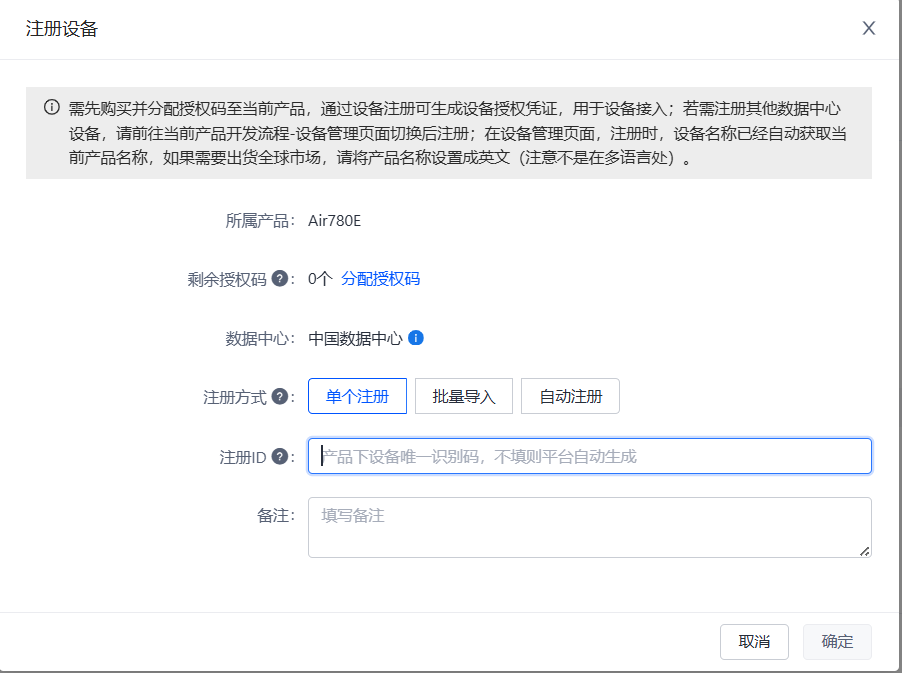 注册设备
X
需先购买并分配授权码至当前产品，通过设备注册可生成设备授权凭证，用于设备接入；若需注册其他数据中心
设备，请前往当前产品开发流程-设备管理页面切换后注册；在设备管理页面，注册时，设备名称已经自动获取当
前产品名称，如果需要出货全球市场，请将产品名称设置成英文（注意不是在多语言处）。
所属产品： Air780E
剩余授权码 ?： 0个 分配授权码
数据中心： 中国数据中心 i
注册方式 ?： 单个注册 批量导入 自动注册
注册ID ?： 产品下设备唯一识别码，不填则平台自动生成
备注： 填写备注
取消 确定